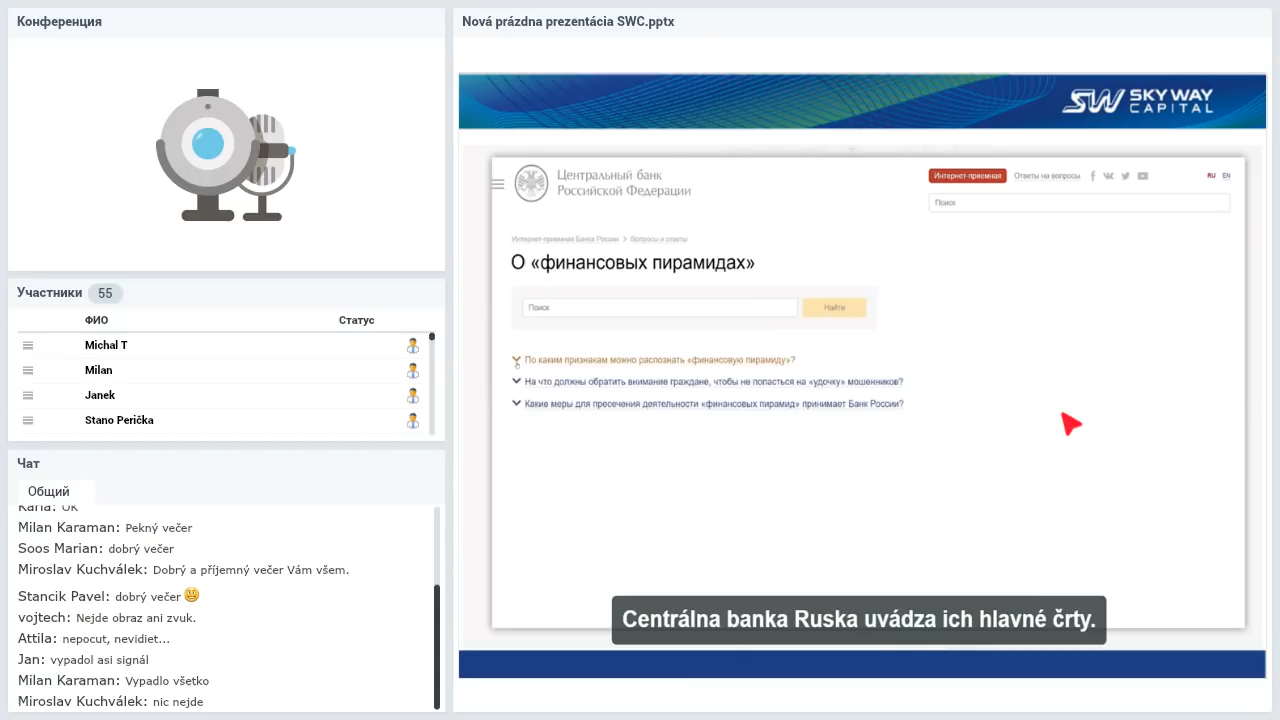 Конференция
Участники 55
ФИО Статус
Michal T
Milan
Janek
Stano Perička
Чат
Общий
Karla: OK
Milan Karaman: Pekný večer
Soos Marian: dobrý večer
Miroslav Kuchválek: Dobrý a příjemný večer Vám všem.
Stancik Pavel: dobrý večer
vojtech: Nejde obraz ani zvuk.
Attila: nepocut, nevidiet...
Jan: vypadol asi signál
Milan Karaman: Vypadlo všetko
Miroslav Kuchválek: nic nejde
Nová prázdna prezentácia SWC.pptx
SW SKY WAY
CAPITAL
Центральный банк
Российской Федерации
Интернет-приемная Ответы на вопросы RU EN
Поиск
Интернет-приемная Банка России > Вопросы и ответы
О «финансовых пирамидах»
Поиск Найти
По каким признакам можно распознать «финансовую пирамиду»?
На что должны обратить внимание граждане, чтобы не попасться на «удочку» мошенников?
Какие меры для пресечения деятельности «финансовых пирамид» принимает Банк России?
Centrálna banka Ruska uvádza ich hlavné črty.